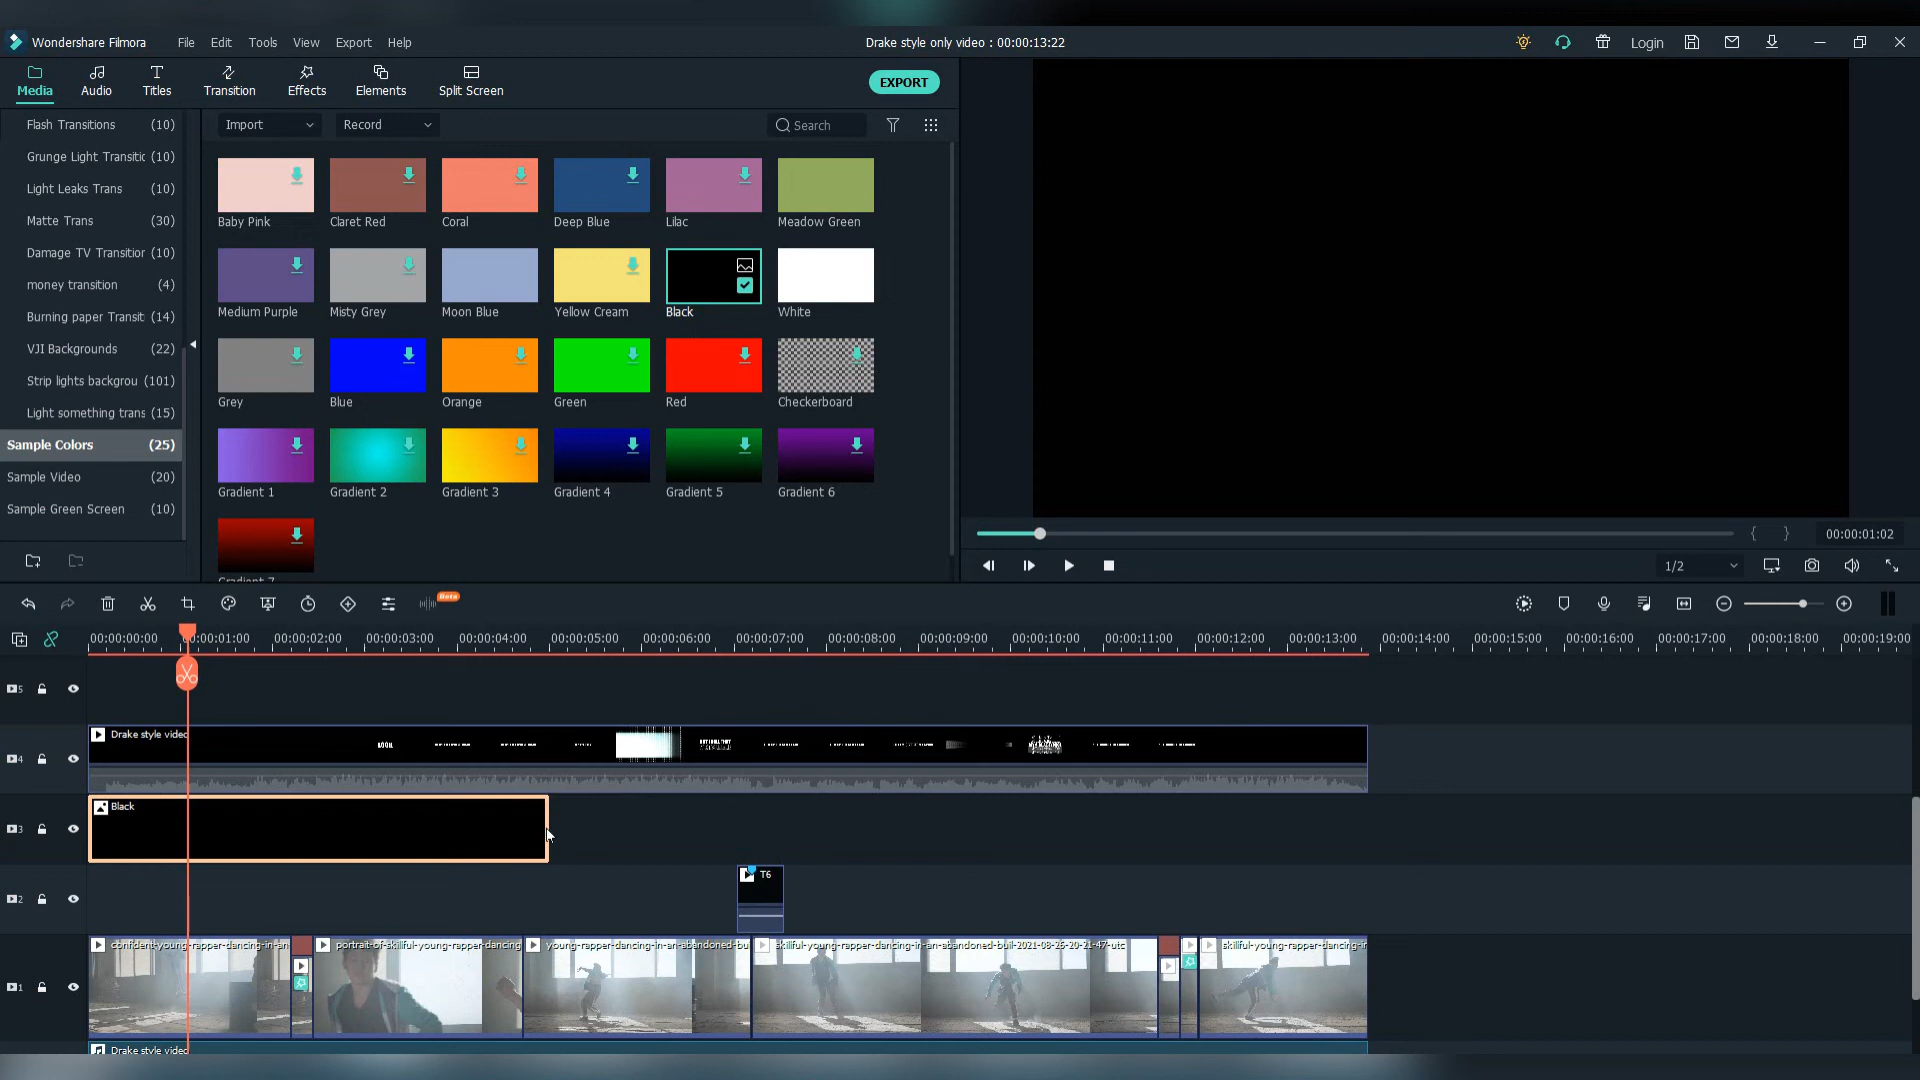 Wondershare Filmora File Edit Tools View Export Help Drake style only video : 00:00:13:22 Login
Media Audio Titles Transition Effects Elements Split Screen EXPORT
Import Record Search
Flash Transitions (10)
Grunge Light Transitic (10)
Light Leaks Trans (10)
Matte Trans (30)
Damage TV Transitior (10)
money transition (4)
Burning paper Transit (14)
VJI Backgrounds (22)
Strip lights backgrou (101)
Light something trans (15)
Sample Colors (25)
Sample Video (20)
Sample Green Screen (10)
Baby Pink Claret Red Coral Deep Blue Lilac Meadow Green
Medium Purple Misty Grey Moon Blue Yellow Cream Black White
Grey Blue Orange Green Red Checkerboard
Gradient 1 Gradient 2 Gradient 3 Gradient 4 Gradient 5 Gradient 6
Gradient 7
{ } 00:00:01:02
1/2
Beta
00:00:00:00 00:00:01:00 00:00:02:00 00:00:03:00 00:00:04:00 00:00:05:00 00:00:06:00 00:00:07:00 00:00:08:00 00:00:09:00 00:00:10:00 00:00:11:00 00:00:12:00 00:00:13:00 00:00:14:00 00:00:15:00 00:00:16:00 00:00:17:00 00:00:18:00 00:00:19:00
5
4 Drake style video
3 Black
2 T6
1 confident-young-rapper-dancing-in-an portrait-of-skillful-young-rapper-dancing young-rapper-dancing-in-an-abandoned-bui skillful-young-rapper-dancing-in-an-abandoned-buil-2021-08-26-20-21-47-utc skillful-young-rapper-dancing-in
Drake style video